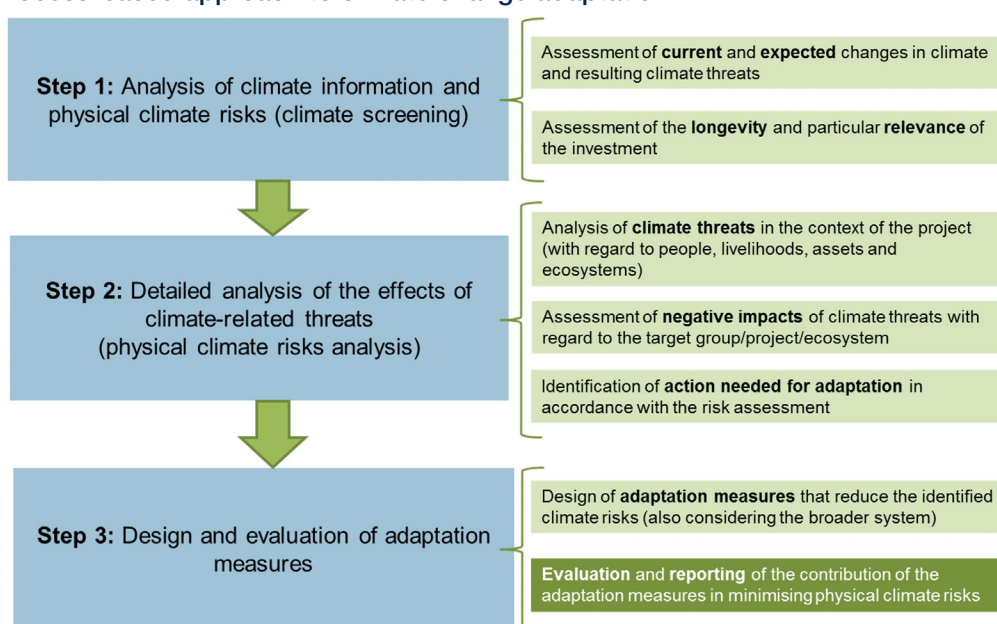 Step 1: Analysis of climate information and
physical climate risks (climate screening)
Assessment of current and expected changes in climate
and resulting climate threats
Assessment of the longevity and particular relevance of
the investment
Step 2: Detailed analysis of the effects of
climate-related threats
(physical climate risks analysis)
Analysis of climate threats in the context of the project
(with regard to people, livelihoods, assets and
ecosystems)
Assessment of negative impacts of climate threats with
regard to the target group/project/ecosystem
Identification of action needed for adaptation in
accordance with the risk assessment
Step 3: Design and evaluation of adaptation
measures
Design of adaptation measures that reduce the identified
climate risks (also considering the broader system)
Evaluation and reporting of the contribution of the
adaptation measures in minimising physical climate risks